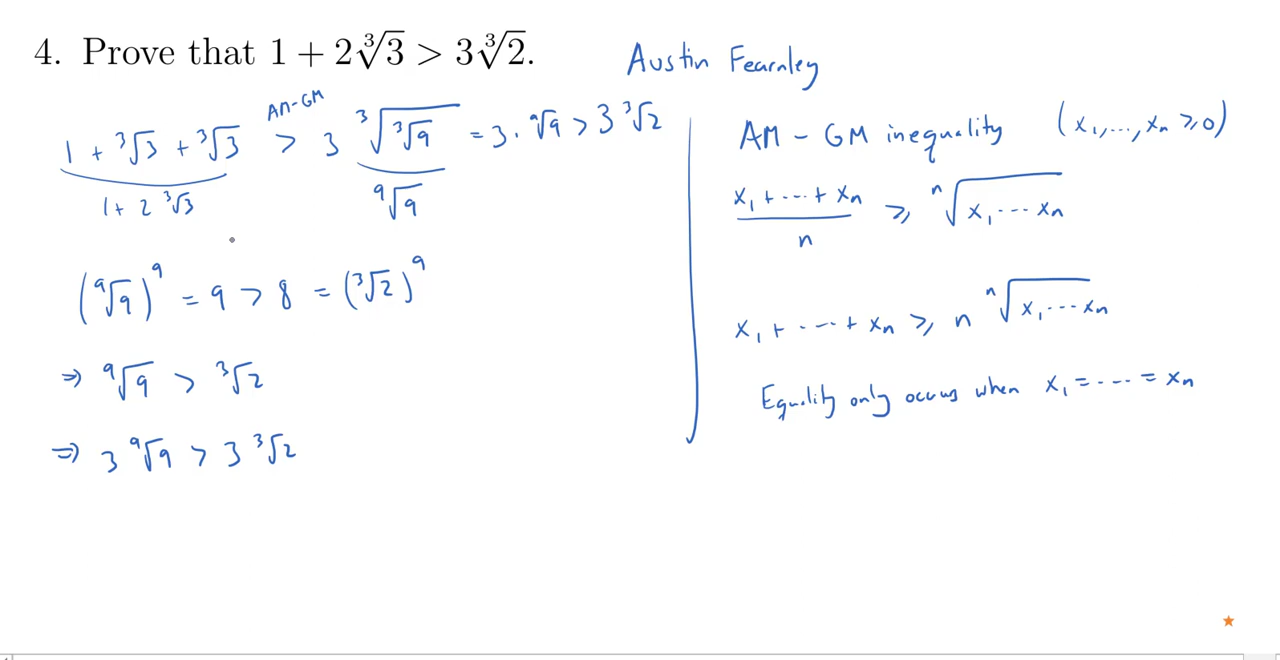 4. Prove that 1 + 2∛3 > 3∛2.
Austin Fearnley
1 + ∛3 + ∛3 > 3 ∛(∛9) = 3 · ⁹√9 > 3 ∛2
AM-GM
1 + 2 ∛3
⁹√9
(⁹√9)⁹ = 9 > 8 = (∛2)⁹
⇒ ⁹√9 > ∛2
⇒ 3 ⁹√9 > 3 ∛2
AM – GM inequality (x₁, ..., xₙ ⩾ 0)
x₁ + ... + xₙ / n ⩾ ⁿ√(x₁ ... xₙ)
x₁ + ... + xₙ ⩾ n ⁿ√(x₁ ... xₙ)
Equality only occurs when x₁ = ... = xₙ